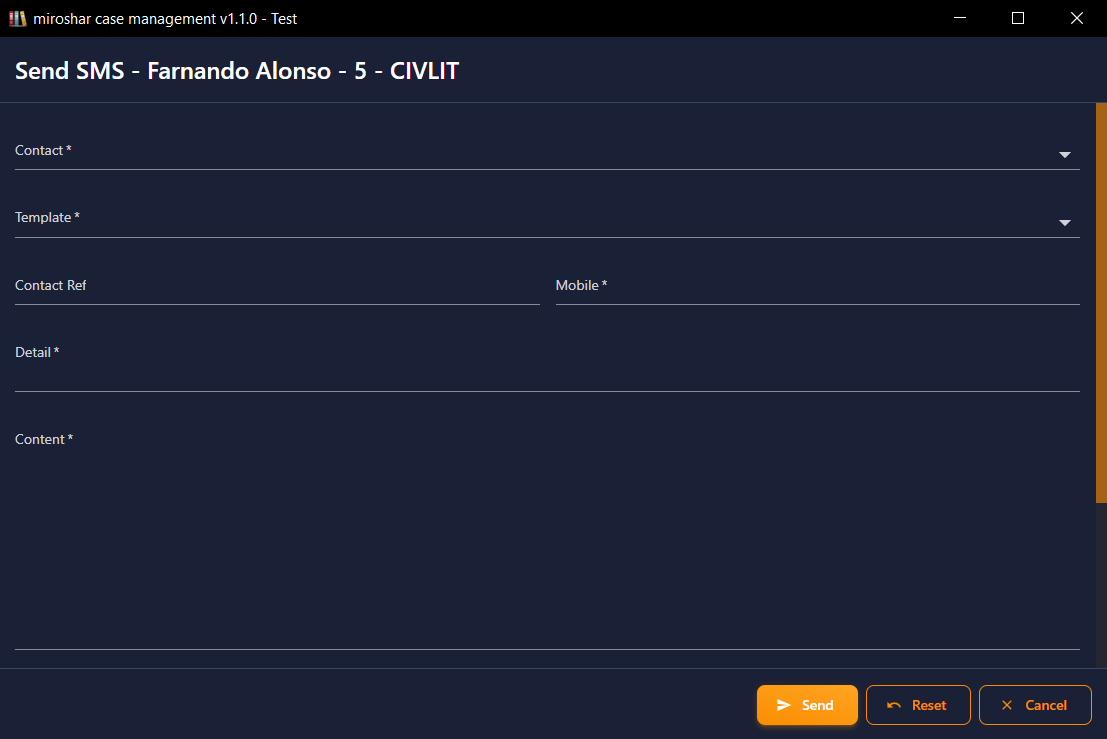 miroshar case management v1.1.0 - Test
Send SMS - Farnando Alonso - 5 - CIVLIT
Contact *
Template *
Contact Ref Mobile *
Detail *
Content *
Send Reset Cancel